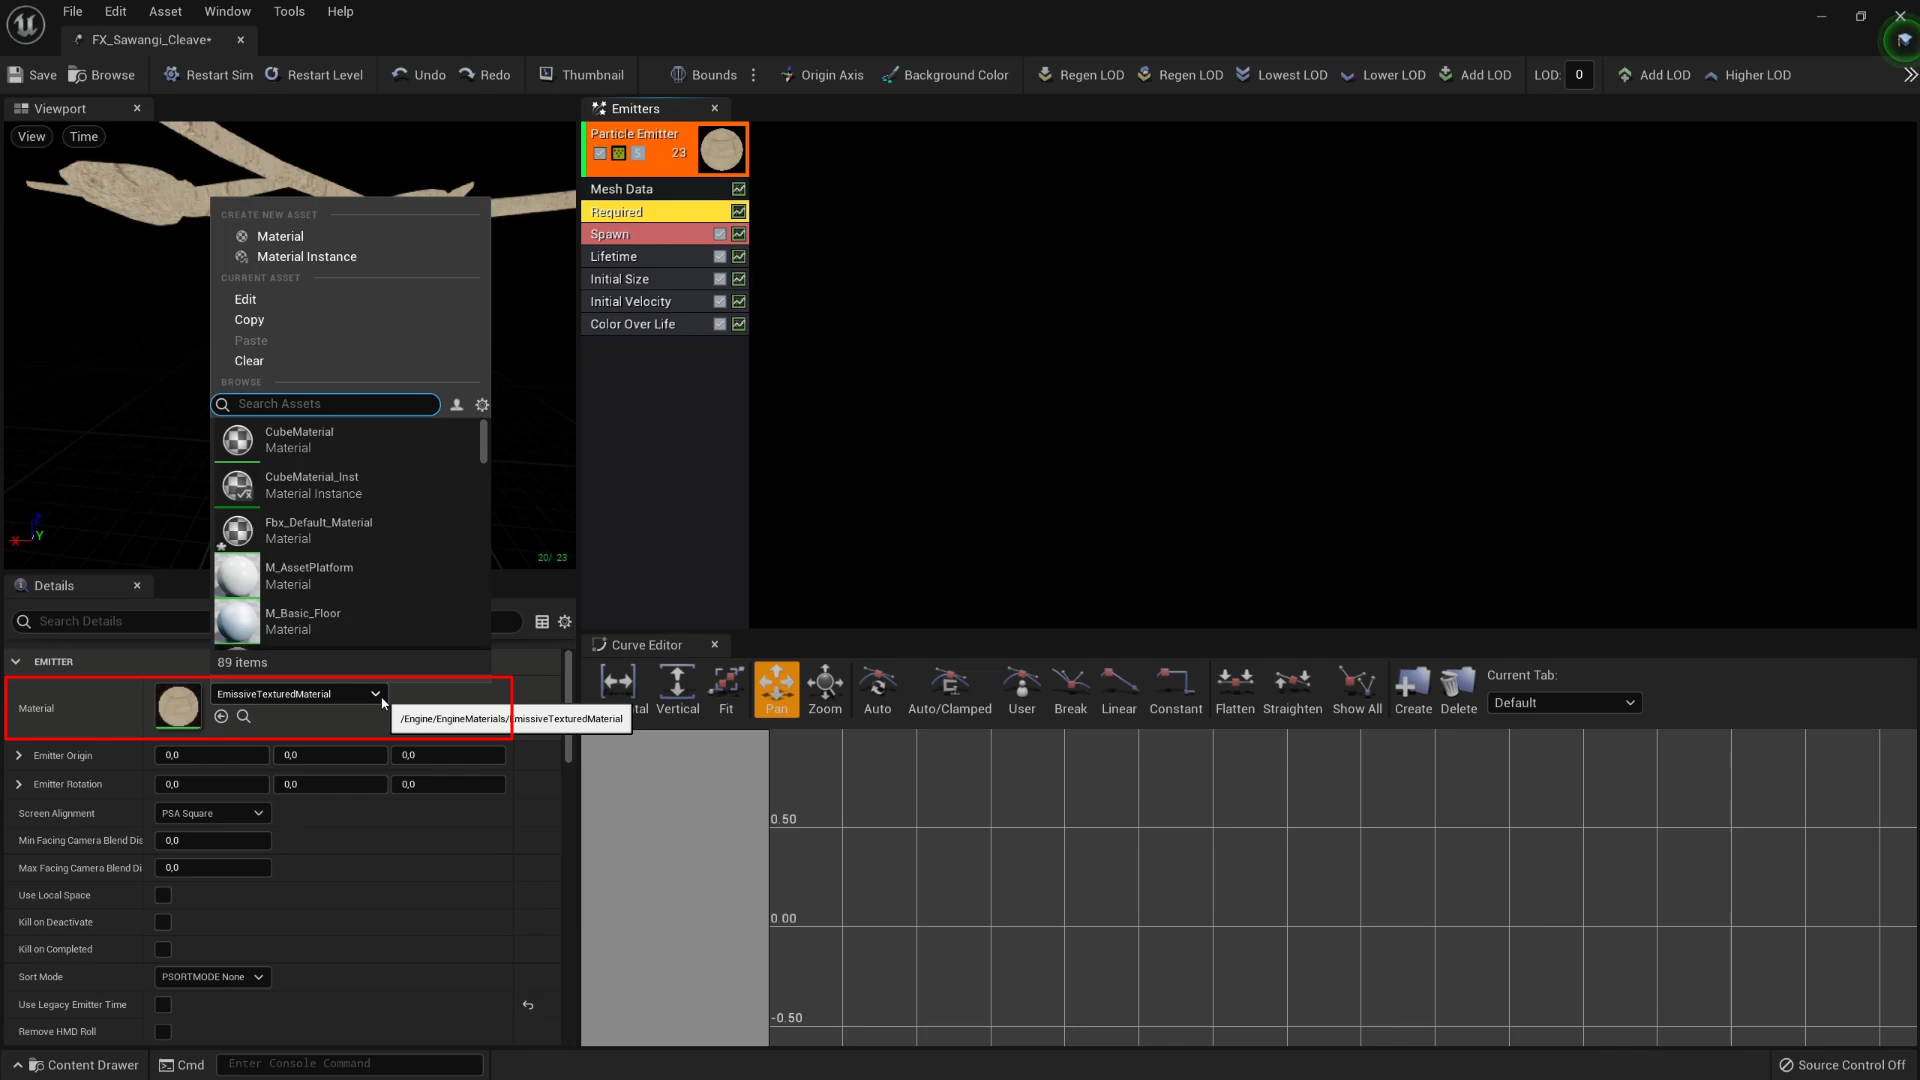 File Edit Asset Window Tools Help
FX_Sawangi_Cleave*
Save Browse Restart Sim Restart Level Undo Redo Thumbnail Bounds Origin Axis Background Color Regen LOD Regen LOD Lowest LOD Lower LOD Add LOD LOD: 0 Add LOD Higher LOD
Viewport
View Time
CREATE NEW ASSET
Material
Material Instance
CURRENT ASSET
Edit
Copy
Paste
Clear
BROWSE
Search Assets
CubeMaterial
Material
CubeMaterial_Inst
Material Instance
Fbx_Default_Material
Material
M_AssetPlatform
Material
M_Basic_Floor
Material
89 items
Z
X Y
20/ 23
Emitters
Particle Emitter
S 23
Mesh Data
Required
Spawn
Lifetime
Initial Size
Initial Velocity
Color Over Life
Details
Search Details
EMITTER
Material EmissiveTexturedMaterial
/Engine/EngineMaterials/EmissiveTexturedMaterial
Emitter Origin 0,0 0,0 0,0
Emitter Rotation 0,0 0,0 0,0
Screen Alignment PSA Square
Min Facing Camera Blend Dis 0,0
Max Facing Camera Blend Di 0,0
Use Local Space
Kill on Deactivate
Kill on Completed
Sort Mode PSORTMODE None
Use Legacy Emitter Time
Remove HMD Roll
Curve Editor
Vertical Fit Pan Zoom Auto Auto/Clamped User Break Linear Constant Flatten Straighten Show All Create Delete
Current Tab:
Default
0.50
0.00
-0.50
Content Drawer Cmd Enter Console Command Source Control Off